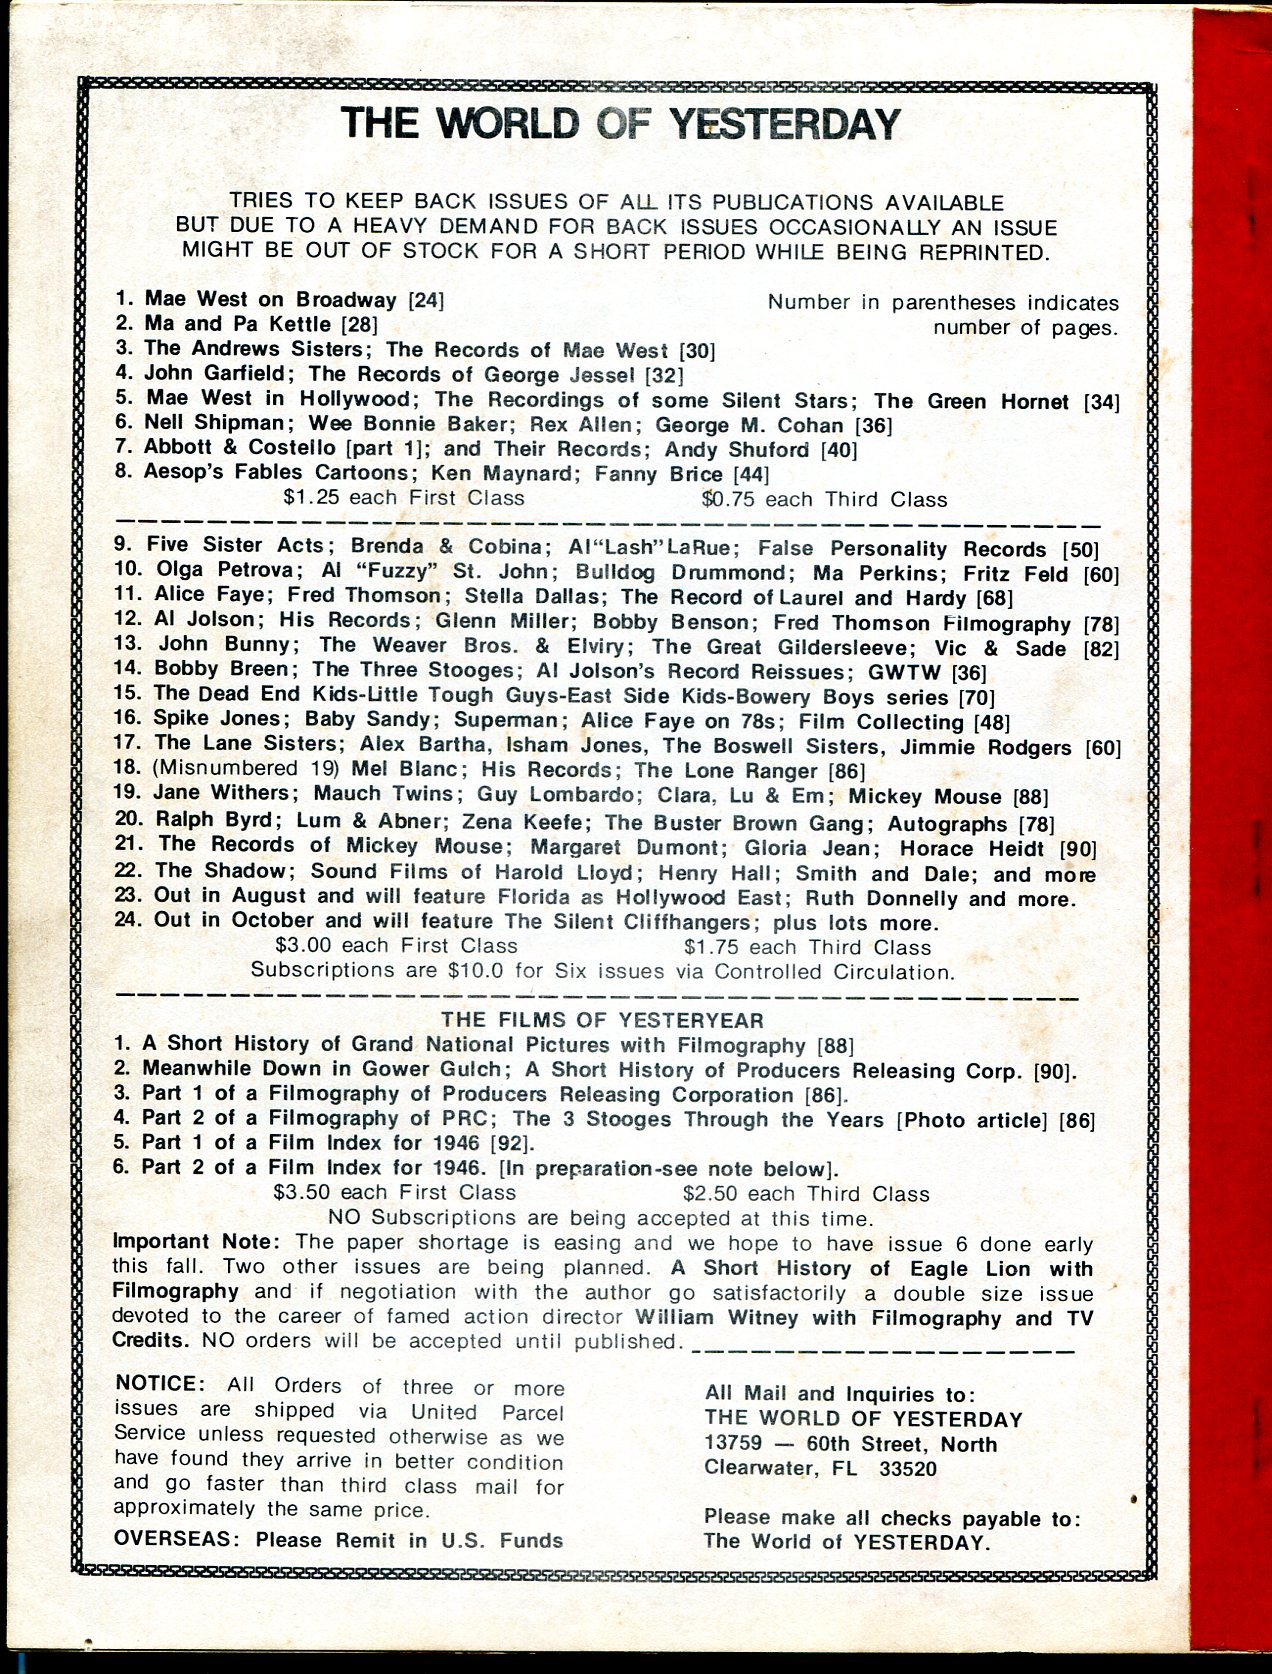 THE WORLD OF YESTERDAY
TRIES TO KEEP BACK ISSUES OF ALL ITS PUBLICATIONS AVAILABLE
BUT DUE TO A HEAVY DEMAND FOR BACK ISSUES OCCASIONALLY AN ISSUE
MIGHT BE OUT OF STOCK FOR A SHORT PERIOD WHILE BEING REPRINTED.
Number in parentheses indicates
number of pages.
1. Mae West on Broadway [24]
2. Ma and Pa Kettle [28]
3. The Andrews Sisters; The Records of Mae West [30]
4. John Garfield; The Records of George Jessel [32]
5. Mae West in Hollywood; The Recordings of some Silent Stars; The Green Hornet [34]
6. Nell Shipman; Wee Bonnie Baker; Rex Allen; George M. Cohan [36]
7. Abbott & Costello [part 1]; and Their Records; Andy Shuford [40]
8. Aesop's Fables Cartoons; Ken Maynard; Fanny Brice [44]
$1.25 each First Class $0.75 each Third Class
9. Five Sister Acts; Brenda & Cobina; Al“Lash”LaRue; False Personality Records [50]
10. Olga Petrova; Al “Fuzzy” St. John; Bulldog Drummond; Ma Perkins; Fritz Feld [60]
11. Alice Faye; Fred Thomson; Stella Dallas; The Record of Laurel and Hardy [68]
12. Al Jolson; His Records; Glenn Miller; Bobby Benson; Fred Thomson Filmography [78]
13. John Bunny; The Weaver Bros. & Elviry; The Great Gildersleeve; Vic & Sade [82]
14. Bobby Breen; The Three Stooges; Al Jolson's Record Reissues; GWTW [36]
15. The Dead End Kids-Little Tough Guys-East Side Kids-Bowery Boys series [70]
16. Spike Jones; Baby Sandy; Superman; Alice Faye on 78s; Film Collecting [48]
17. The Lane Sisters; Alex Bartha, Isham Jones, The Boswell Sisters, Jimmie Rodgers [60]
18. (Misnumbered 19) Mel Blanc; His Records; The Lone Ranger [86]
19. Jane Withers; Mauch Twins; Guy Lombardo; Clara, Lu & Em; Mickey Mouse [88]
20. Ralph Byrd; Lum & Abner; Zena Keefe; The Buster Brown Gang; Autographs [78]
21. The Records of Mickey Mouse; Margaret Dumont; Gloria Jean; Horace Heidt [90]
22. The Shadow; Sound Films of Harold Lloyd; Henry Hall; Smith and Dale; and more
23. Out in August and will feature Florida as Hollywood East; Ruth Donnelly and more.
24. Out in October and will feature The Silent Cliffhangers; plus lots more.
$3.00 each First Class $1.75 each Third Class
Subscriptions are $10.0 for Six issues via Controlled Circulation.
THE FILMS OF YESTERYEAR
1. A Short History of Grand National Pictures with Filmography [88]
2. Meanwhile Down in Gower Gulch; A Short History of Producers Releasing Corp. [90].
3. Part 1 of a Filmography of Producers Releasing Corporation [86].
4. Part 2 of a Filmography of PRC; The 3 Stooges Through the Years [Photo article] [86]
5. Part 1 of a Film Index for 1946 [92].
6. Part 2 of a Film Index for 1946. [In preparation-see note below].
$3.50 each First Class $2.50 each Third Class
NO Subscriptions are being accepted at this time.
Important Note: The paper shortage is easing and we hope to have issue 6 done early
this fall. Two other issues are being planned. A Short History of Eagle Lion with
Filmography and if negotiation with the author go satisfactorily a double size issue
devoted to the career of famed action director William Witney with Filmography and TV
Credits. NO orders will be accepted until published.
NOTICE: All Orders of three or more
issues are shipped via United Parcel
Service unless requested otherwise as we
have found they arrive in better condition
and go faster than third class mail for
approximately the same price.
OVERSEAS: Please Remit in U.S. Funds
All Mail and Inquiries to:
THE WORLD OF YESTERDAY
13759 — 60th Street, North
Clearwater, FL 33520
Please make all checks payable to:
The World of YESTERDAY.